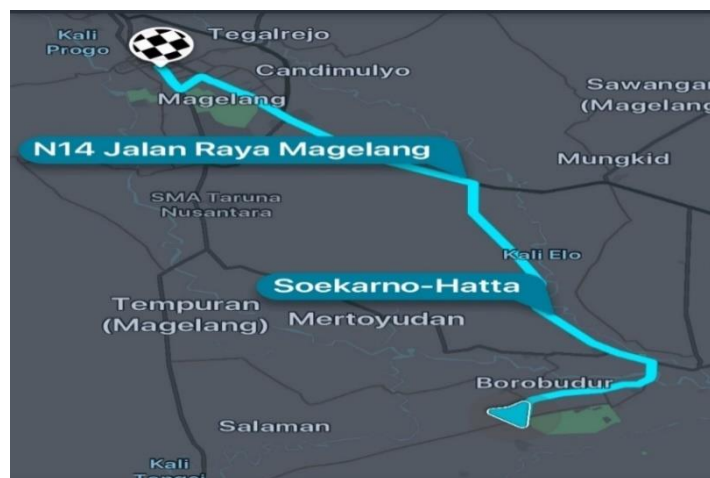 Kali
Progo
Tegalrejo
Candimulyo
Magelang
Sawangan
(Magelang
N14 Jalan Raya Magelang
Mungkid
SMA Taruna
Nusantara
Kali Elo
Soekarno-Hatta
Tempuran
(Magelang)
Mertoyudan
Borobudur
Salaman
Kali